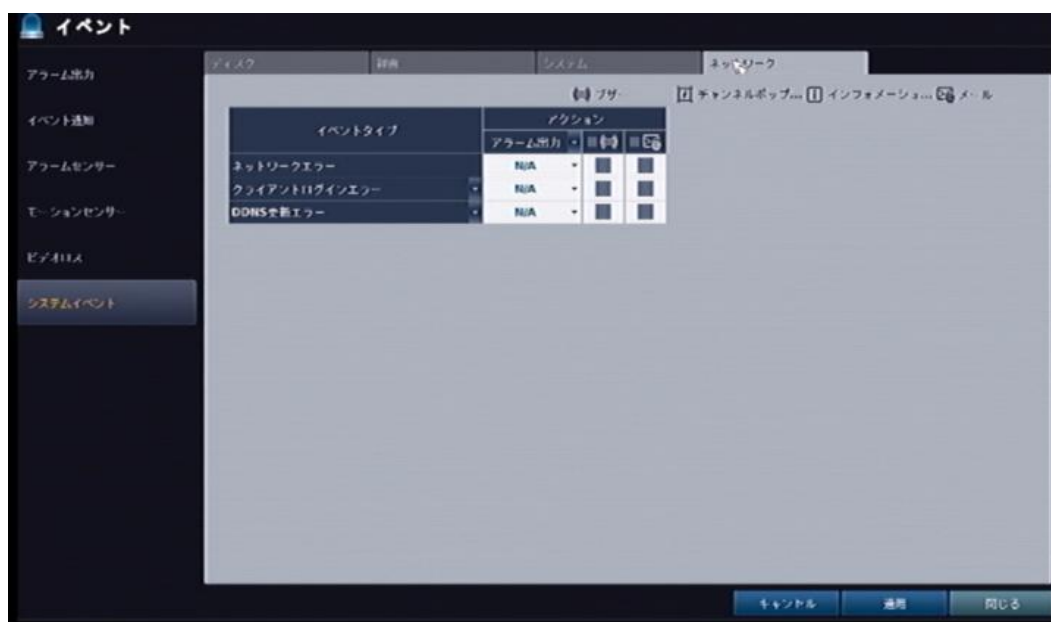 イベント
アラーム出力
イベント通知
アラームセンサー
モーションセンサー
ビデオロス
システムイベント
ディスク 録画 システム ネットワーク
ブザー チャンネルポップ... インフォメーショ... メール
イベントタイプ
アクション
アラーム出力
ネットワークエラー N/A
クライアントログインエラー N/A
DDNS更新エラー N/A
キャンセル 適用 閉じる